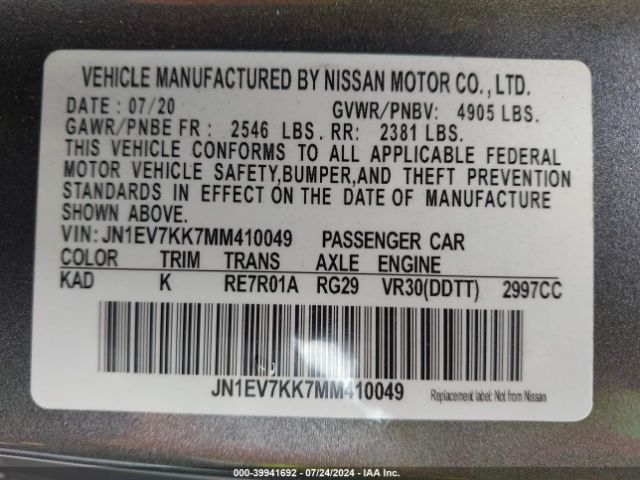 VEHICLE MANUFACTURED BY NISSAN MOTOR CO., LTD.
DATE : 07/20 GVWR/PNBV: 4905 LBS.
GAWR/PNBE FR : 2546 LBS. RR: 2381 LBS.
THIS VEHICLE CONFORMS TO ALL APPLICABLE FEDERAL
MOTOR VEHICLE SAFETY,BUMPER,AND THEFT PREVENTION
STANDARDS IN EFFECT ON THE DATE OF MANUFACTURE
SHOWN ABOVE.
VIN: JN1EV7KK7MM410049 PASSENGER CAR
COLOR TRIM TRANS AXLE ENGINE
KAD K RE7R01A RG29 VR30(DDTT) 2997CC
JN1EV7KK7MM410049
Replacement label: Not from Nissan
000-39941692 - 07/24/2024 - IAA Inc.